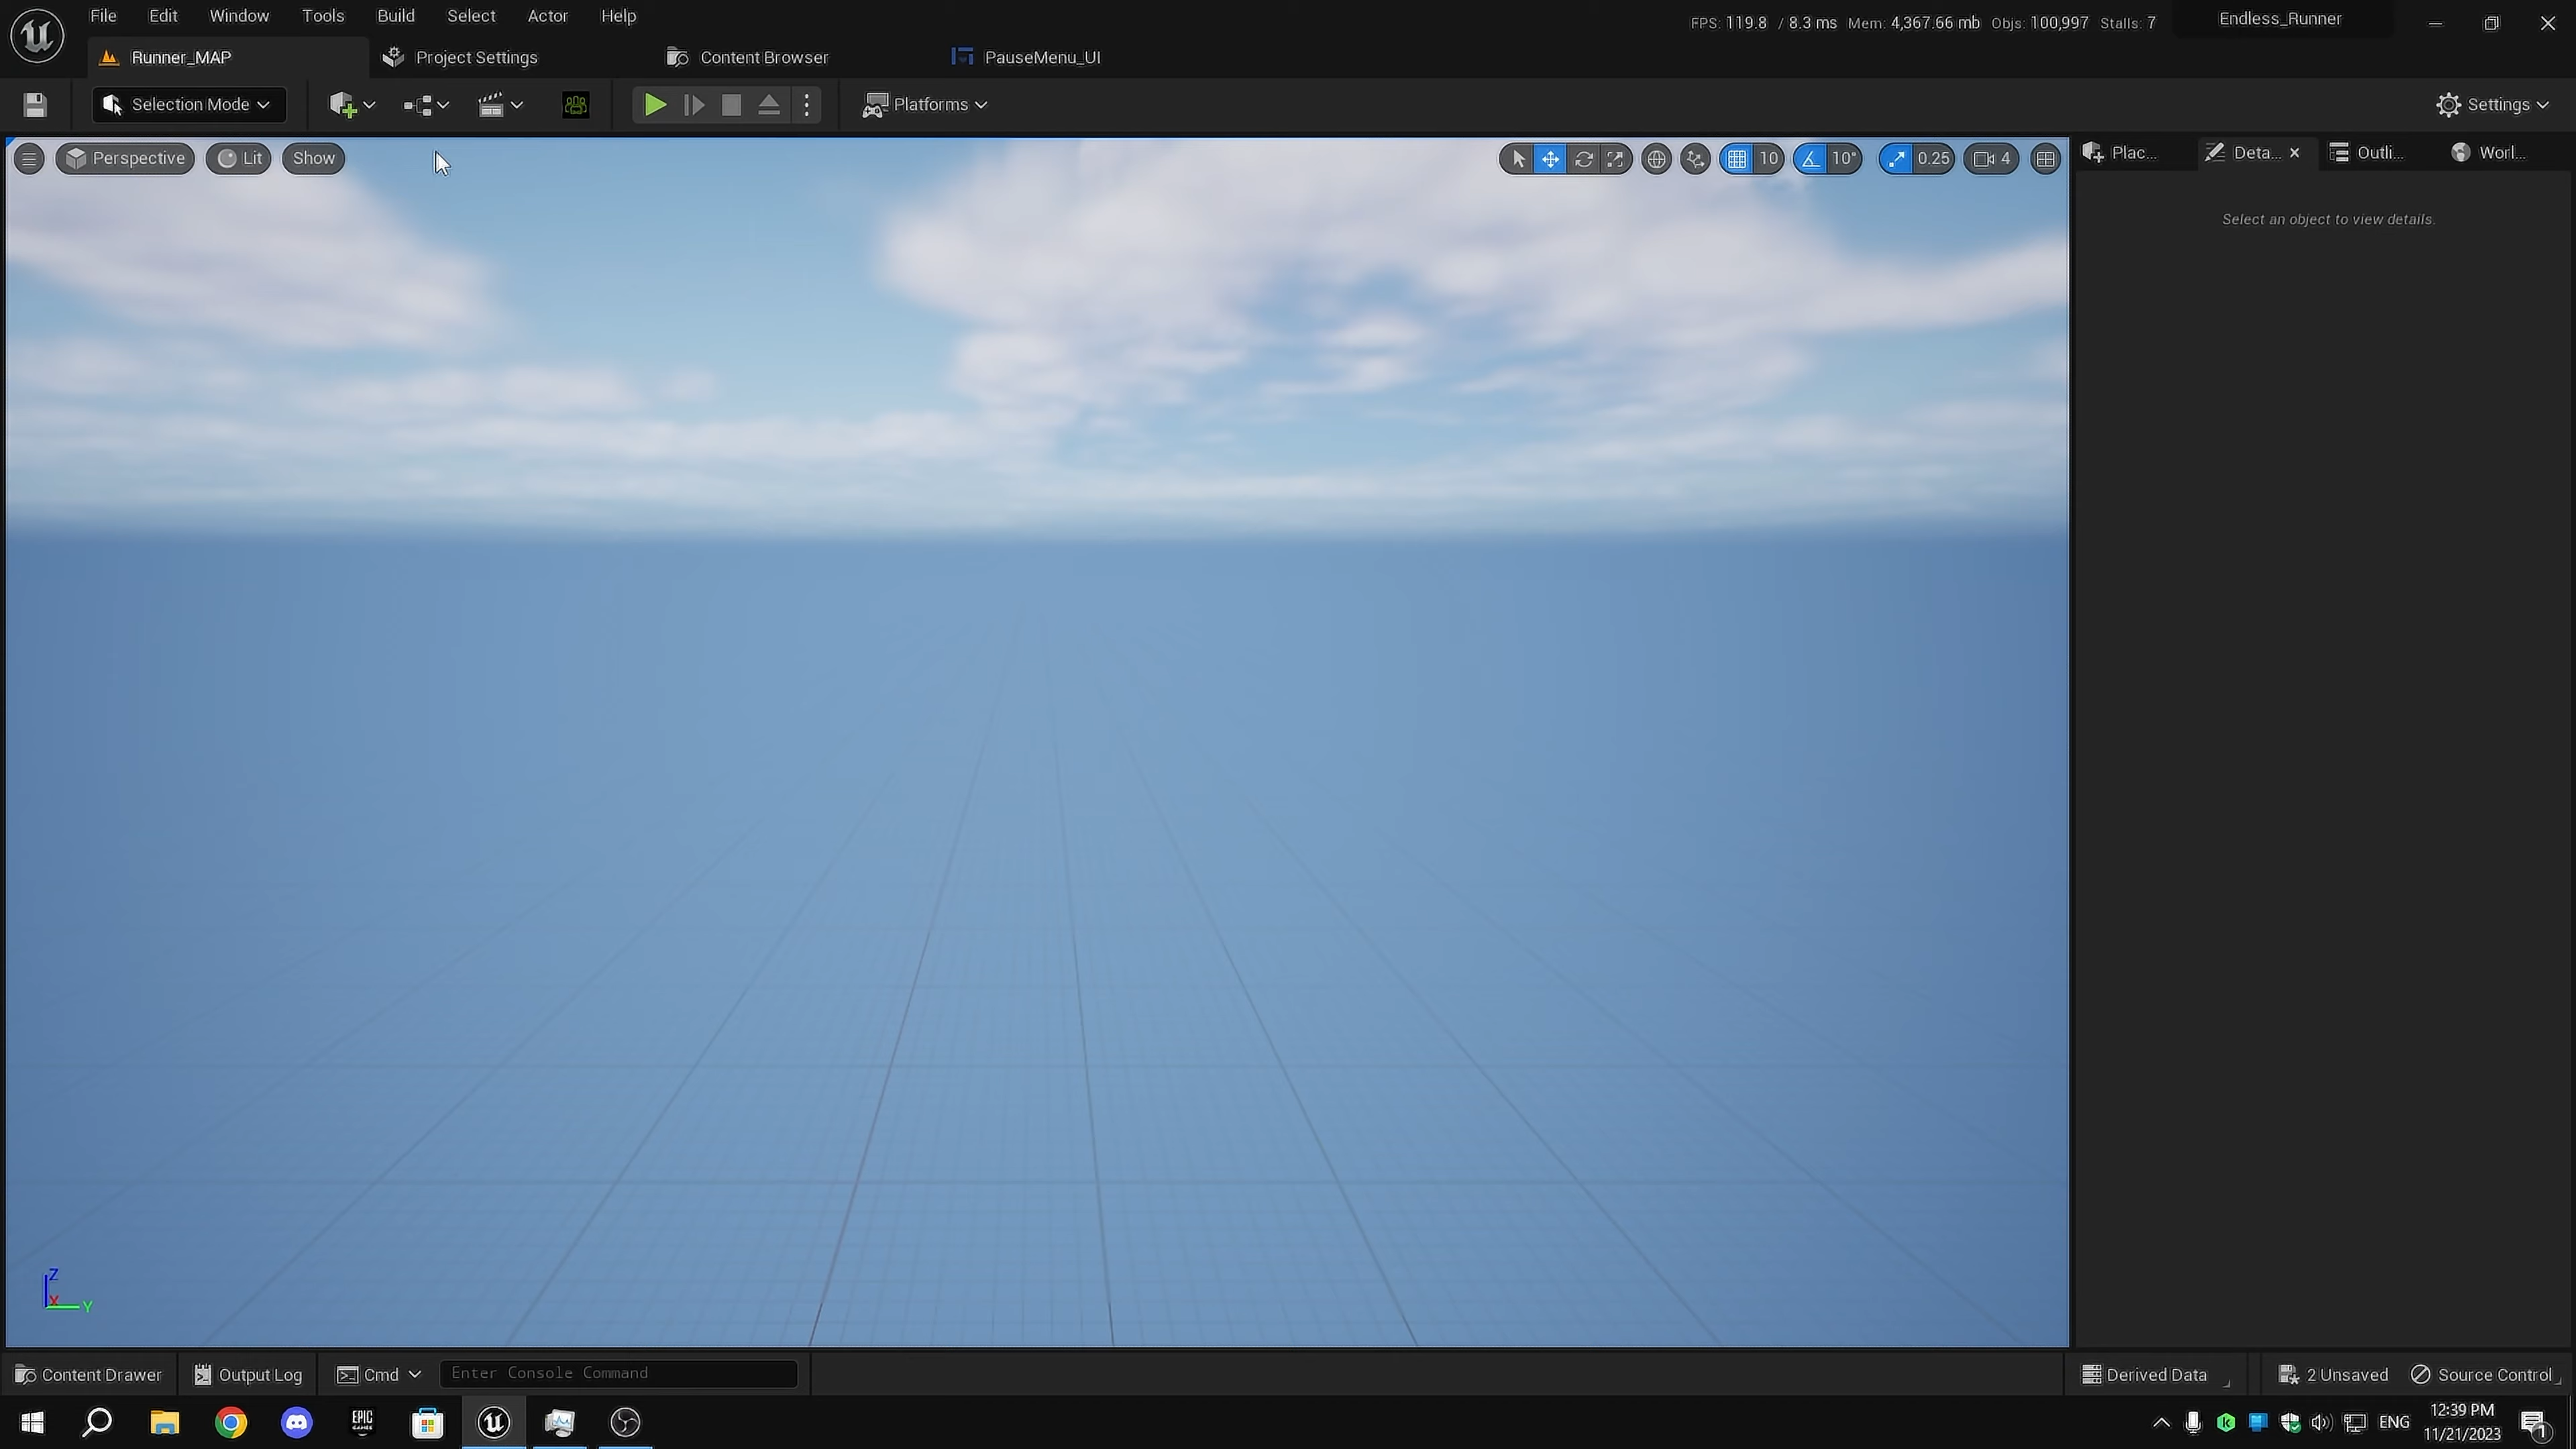 File Edit Window Tools Build Select Actor Help
FPS: 119.8 / 8.3 ms Mem: 4,367.66 mb Objs: 100,997 Stalls: 7
Endless_Runner
Runner_MAP
Project Settings
Content Browser
PauseMenu_UI
Selection Mode
Platforms
Settings
Perspective
Lit
Show
10
10°
0.25
4
Plac...
Deta...
Outli...
Worl...
Select an object to view details.
Z
X
Y
Content Drawer
Output Log
Cmd
Enter Console Command
Derived Data
2 Unsaved
Source Control
EPIC
GAMES
ENG
12:39 PM
11/21/2023
1